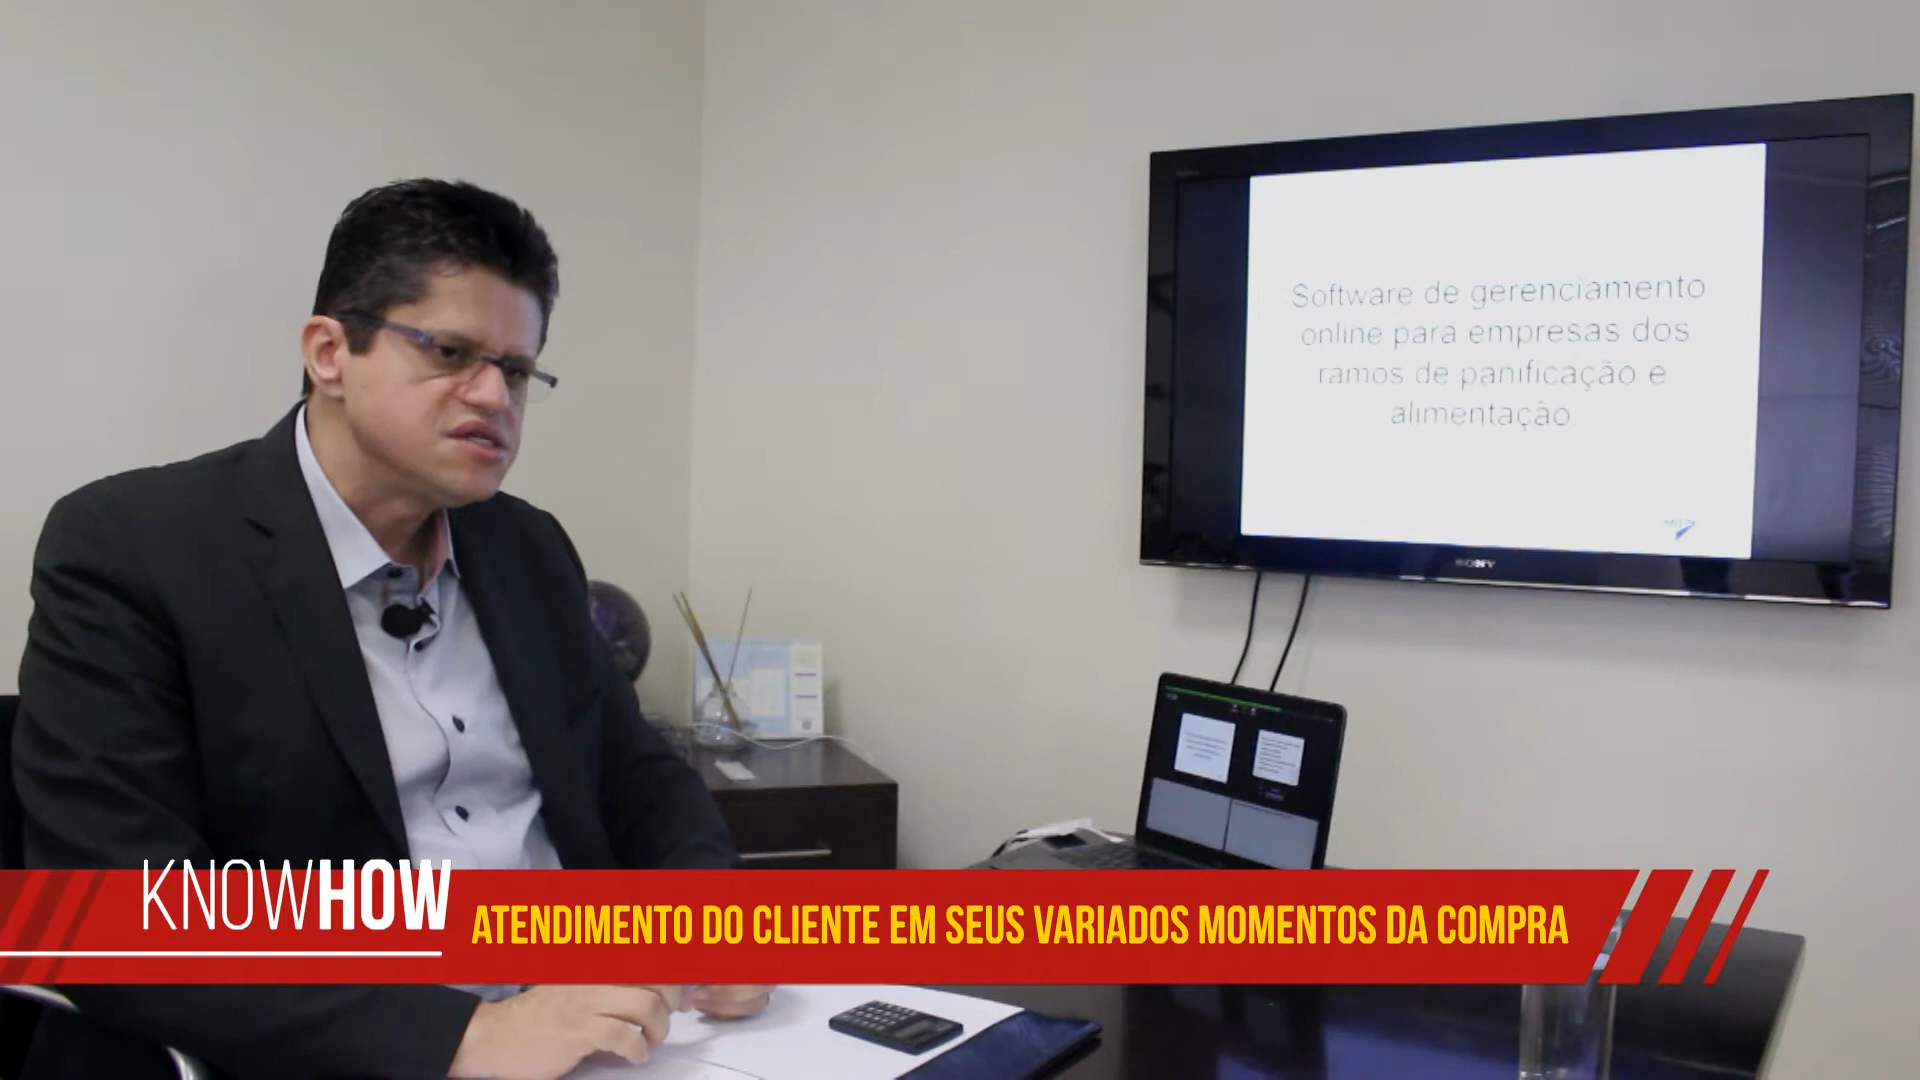 Software de gerenciamento
online para empresas dos
ramos de panificação e
alimentação
SONY
KNOWHOW
ATENDIMENTO DO CLIENTE EM SEUS VARIADOS MOMENTOS DA COMPRA